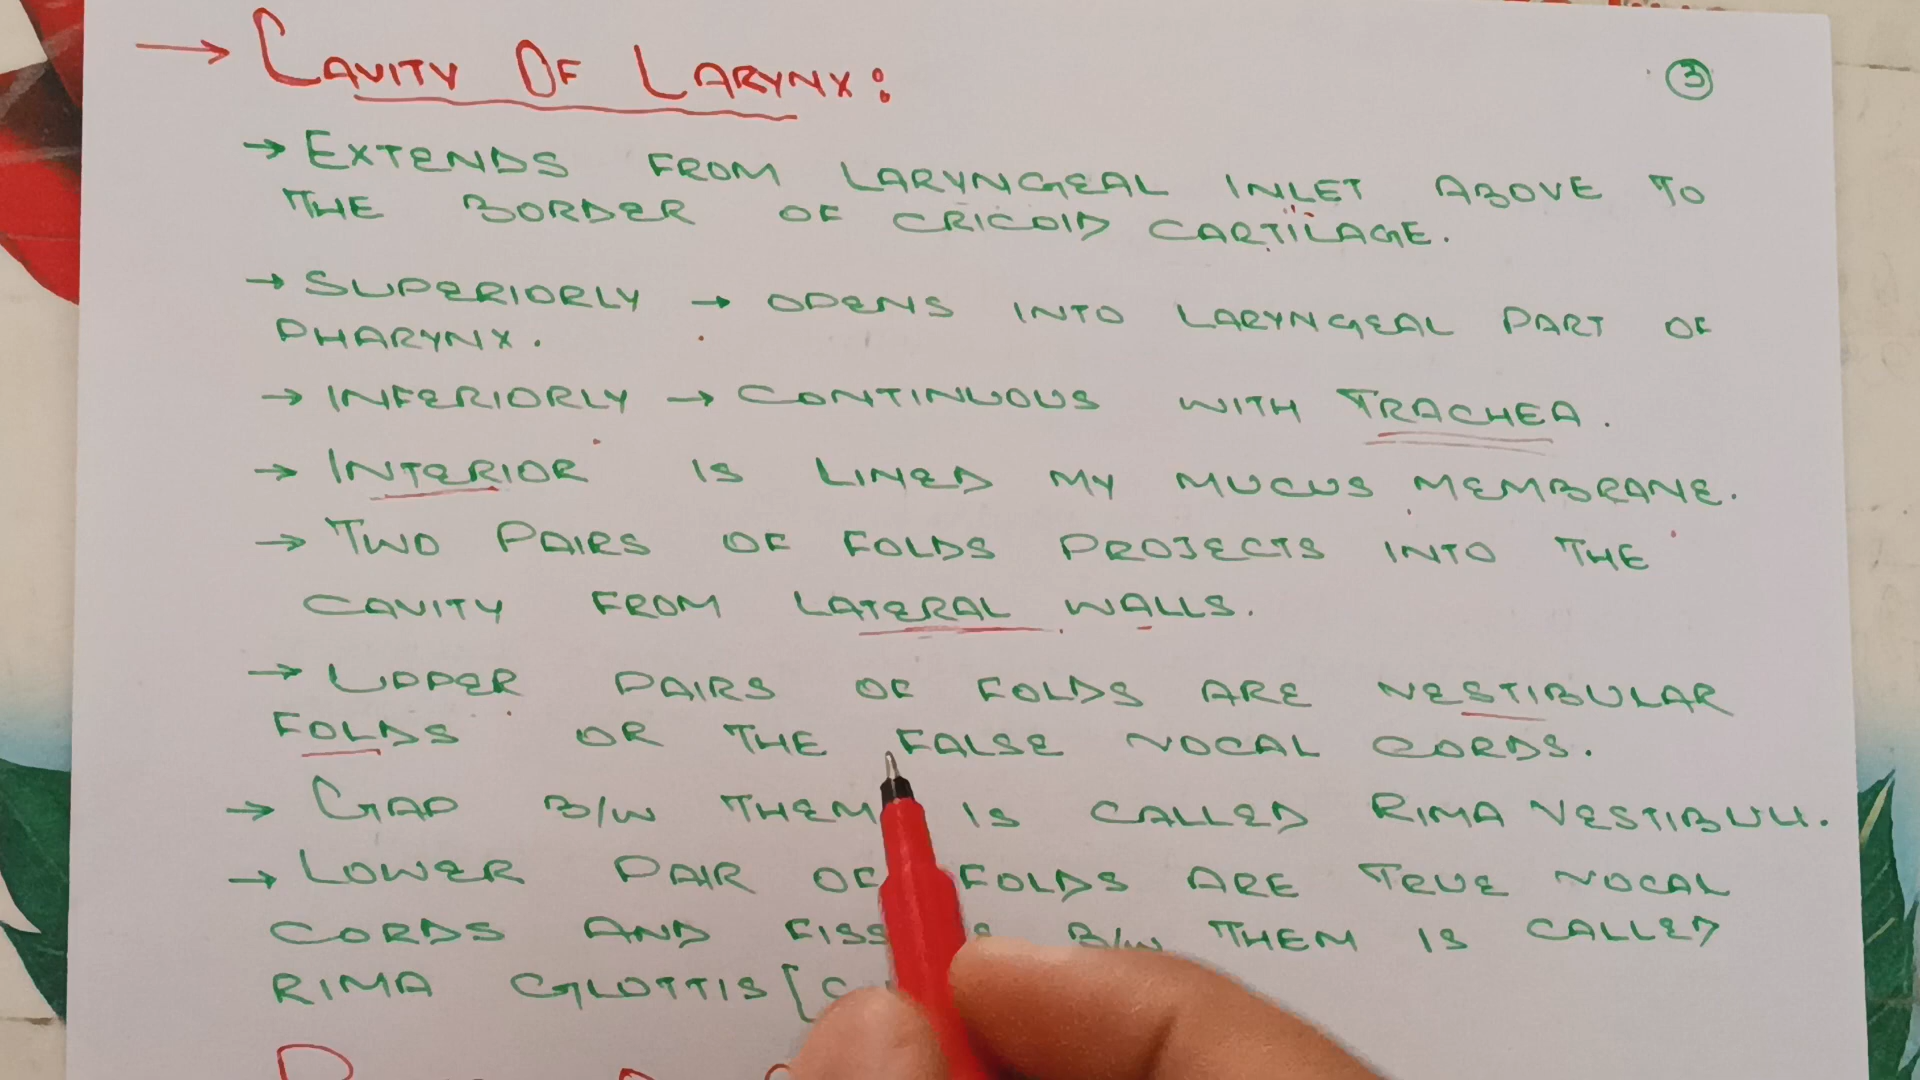 → CAVITY OF LARYNX:
3
→ EXTENDS FROM LARYNGEAL INLET ABOVE TO
THE BORDER OF CRICOID CARTILAGE.
→ SUPERIORLY → OPENS INTO LARYNGEAL PART OF
PHARYNX.
→ INFERIORLY → CONTINUOUS WITH TRACHEA.
→ INTERIOR IS LINED MY MUCUS MEMBRANE.
→ TWO PAIRS OF FOLDS PROJECTS INTO THE
CAVITY FROM LATERAL WALLS.
→ UPPER PAIRS OF FOLDS ARE VESTIBULAR
FOLDS OR THE FALSE VOCAL CORDS.
→ GAP B/W THEM IS CALLED RIMA VESTIBULI.
→ LOWER PAIR OF FOLDS ARE TRUE VOCAL
CORDS AND B/W THEM IS CALLED
RIMA GLOTTIS [